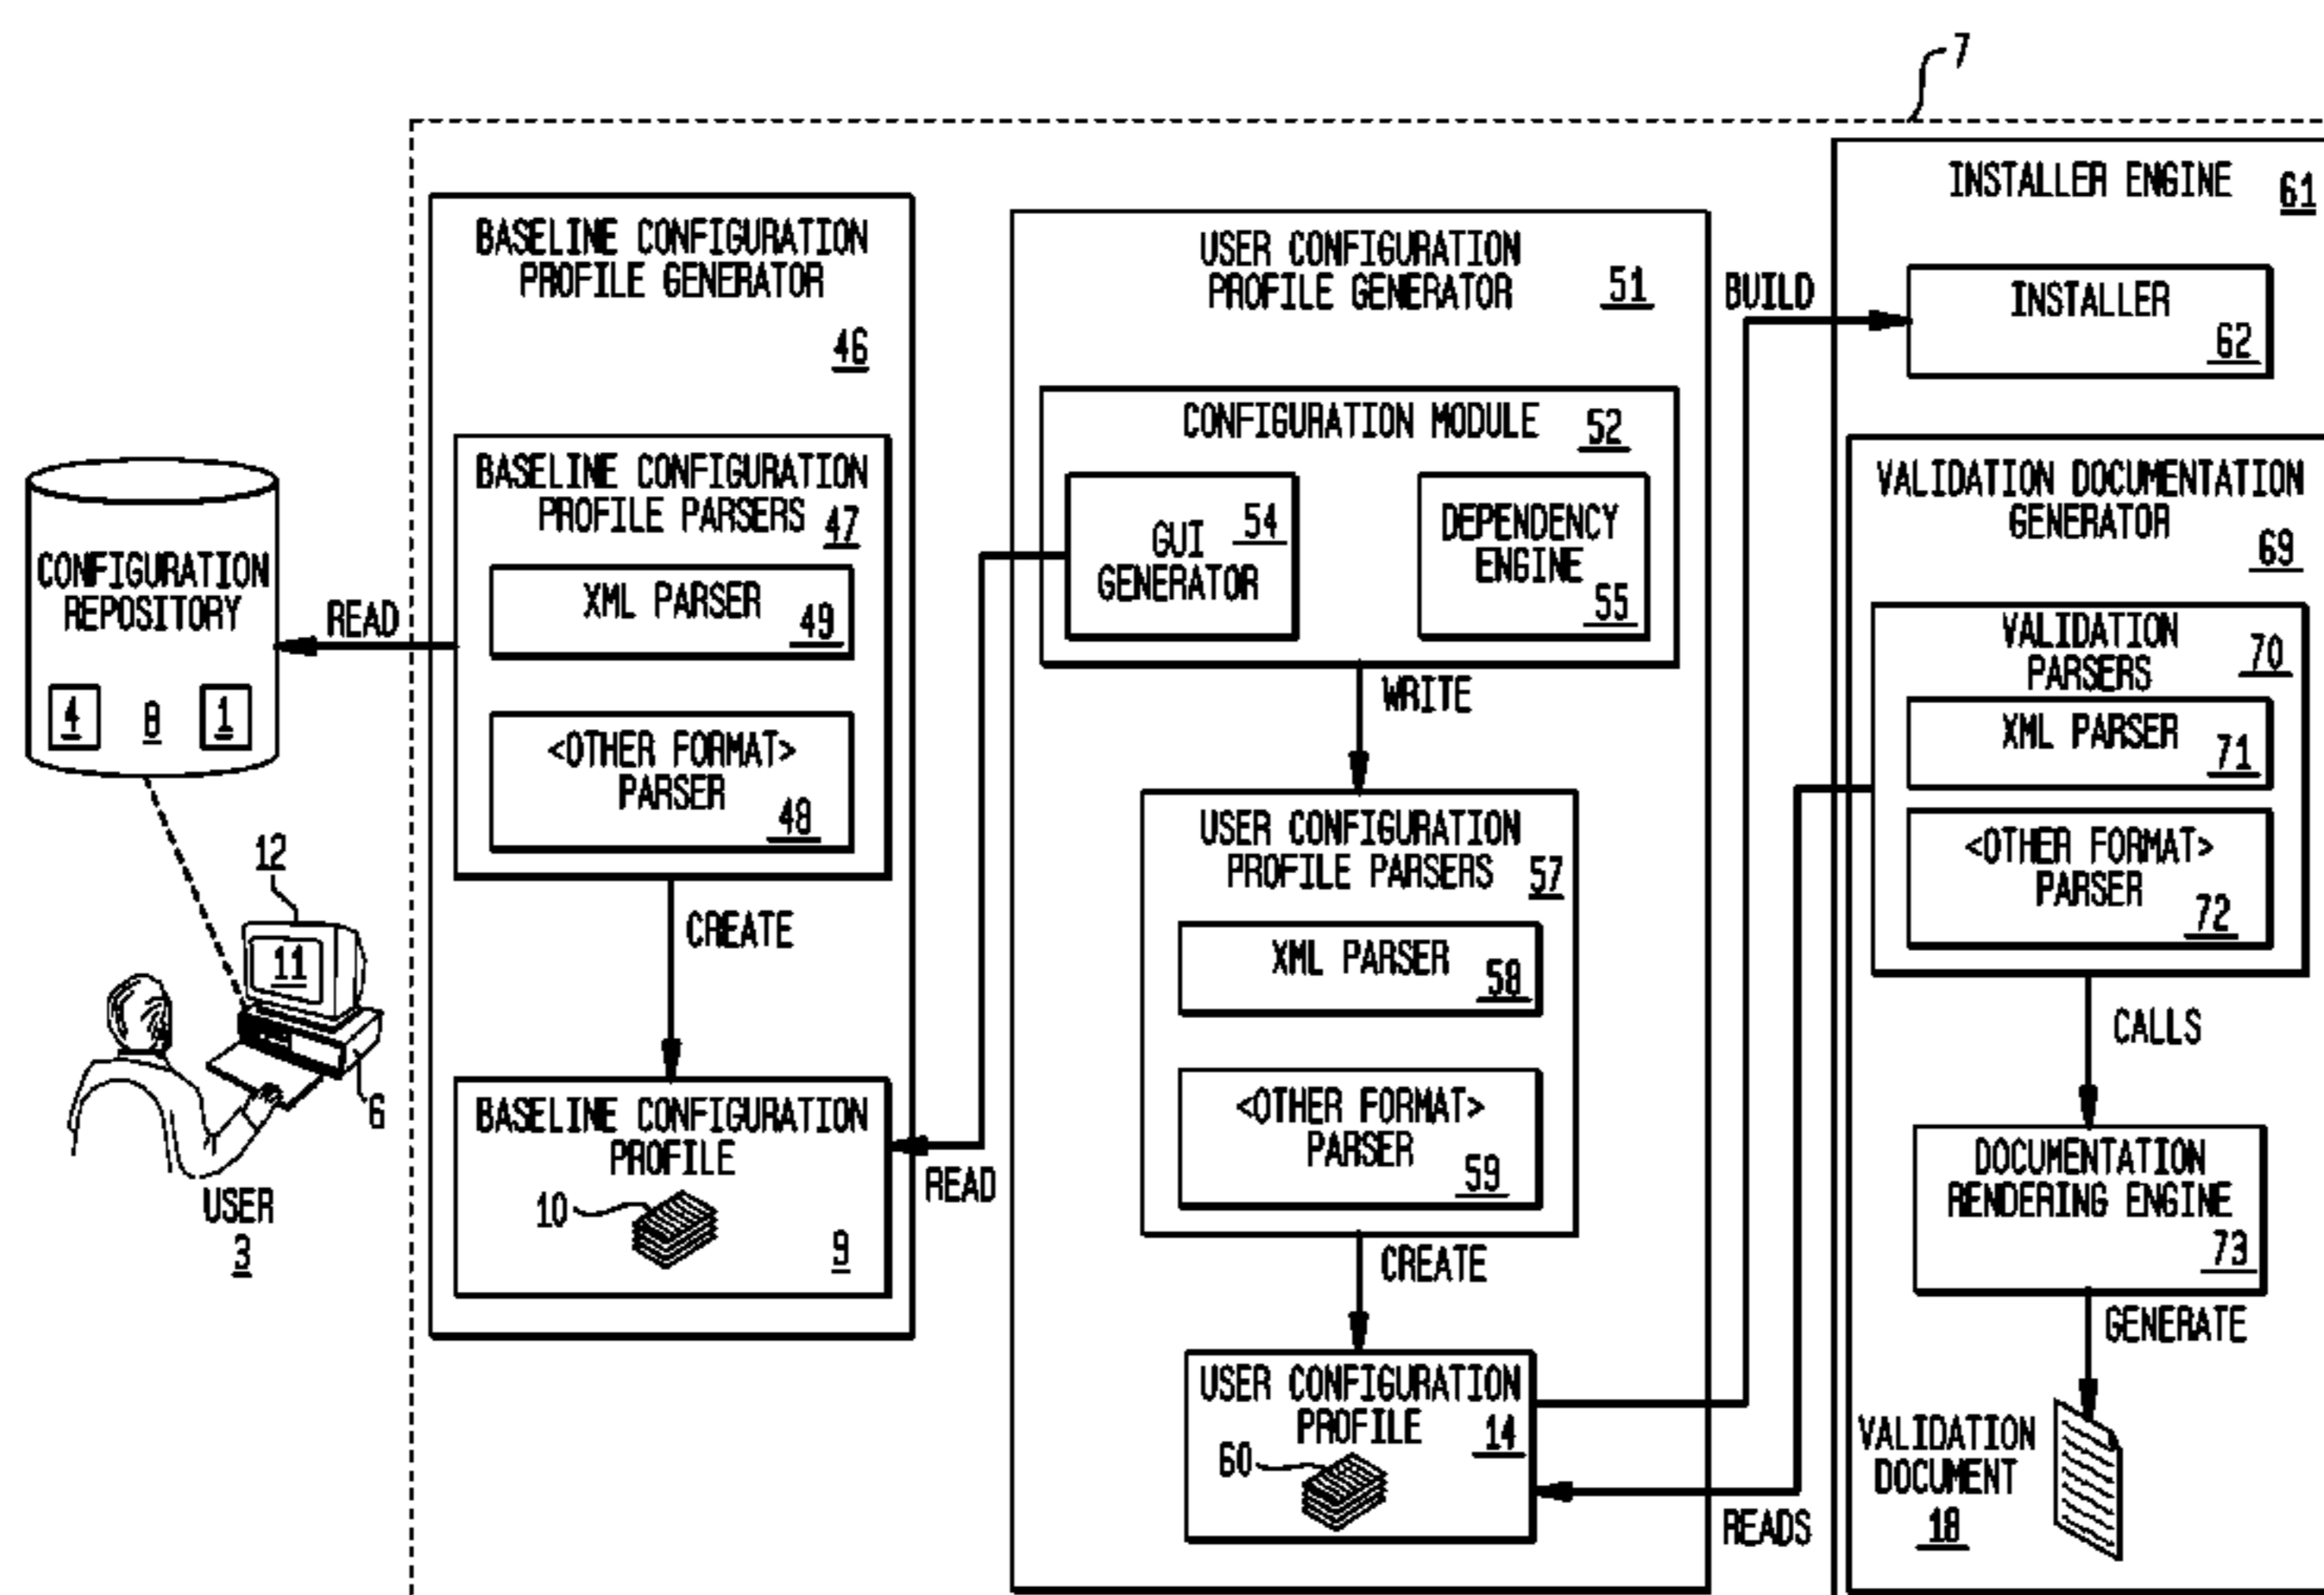 7
BASELINE CONFIGURATION
PROFILE GENERATOR
46
BASELINE CONFIGURATION
PROFILE PARSERS 47
XML PARSER
49
<OTHER FORMAT>
PARSER
48
CREATE
BASELINE CONFIGURATION
PROFILE
10
9
CONFIGURATION
REPOSITORY
4 8 1
READ
12
11
6
USER
3
USER CONFIGURATION
PROFILE GENERATOR 51
CONFIGURATION MODULE 52
GUI
GENERATOR
54
DEPENDENCY
ENGINE
55
READ
WRITE
USER CONFIGURATION
PROFILE PARSERS 57
XML PARSER
58
<OTHER FORMAT>
PARSER
59
CREATE
USER CONFIGURATION
PROFILE 14
60
BUILD
READS
INSTALLER ENGINE 61
INSTALLER
62
VALIDATION DOCUMENTATION
GENERATOR
69
VALIDATION
PARSERS
70
XML PARSER
71
<OTHER FORMAT>
PARSER
72
CALLS
DOCUMENTATION
RENDERING ENGINE
73
GENERATE
VALIDATION
DOCUMENT
18